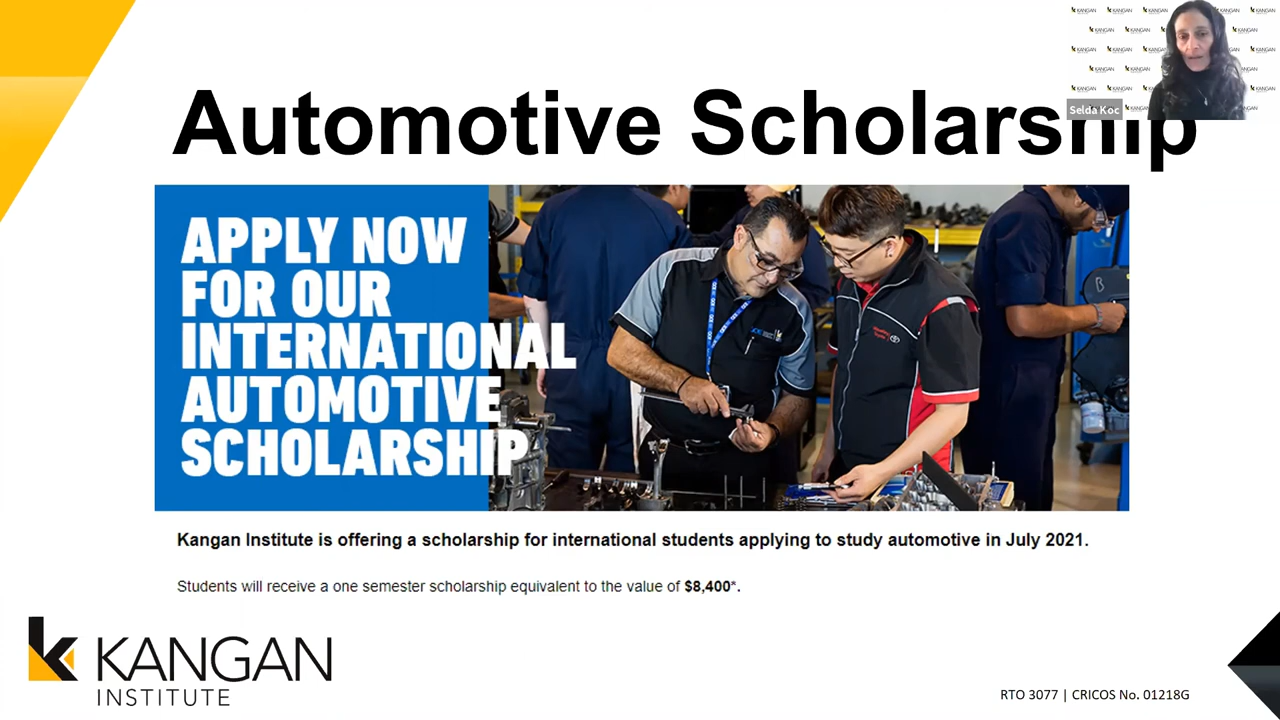 Automotive Scholarship
Selda Koc
APPLY NOW
FOR OUR
INTERNATIONAL
AUTOMOTIVE
SCHOLARSHIP
Kangan Institute is offering a scholarship for international students applying to study automotive in July 2021.
Students will receive a one semester scholarship equivalent to the value of $8,400*.
KANGAN
INSTITUTE
RTO 3077 | CRICOS No. 01218G